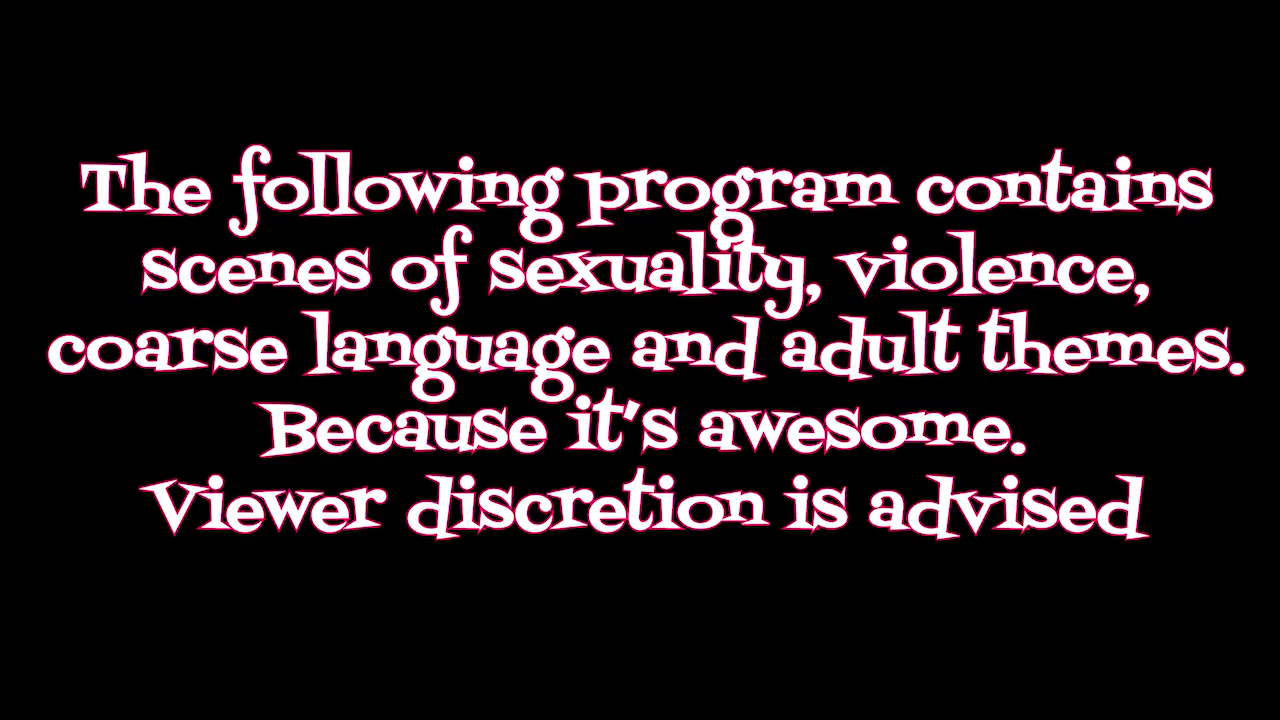 The following program contains
scenes of sexuality, violence,
coarse language and adult themes.
Because it's awesome.
Viewer discretion is advised